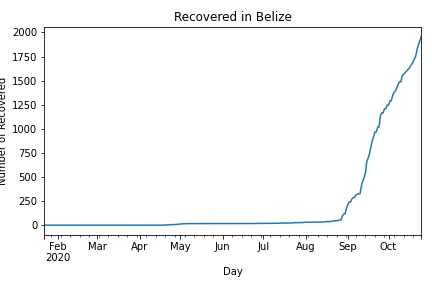 Recovered in Belize
Number of Recovered
2000
1750
1500
1250
1000
750
500
250
0
Feb Mar Apr May Jun Jul Aug Sep Oct
2020
Day